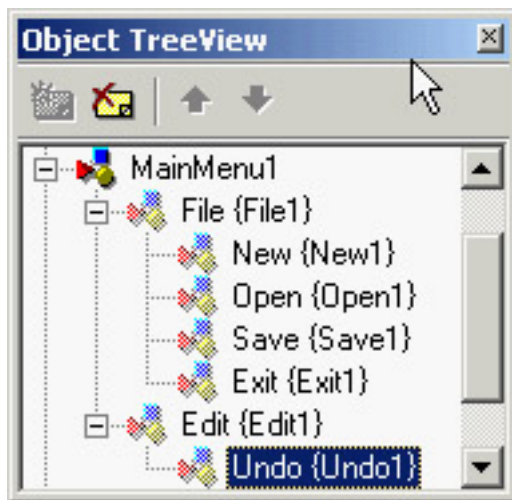 Object TreeView
MainMenu1
File {File1}
New {New1}
Open {Open1}
Save {Save1}
Exit {Exit1}
Edit {Edit1}
Undo {Undo1}